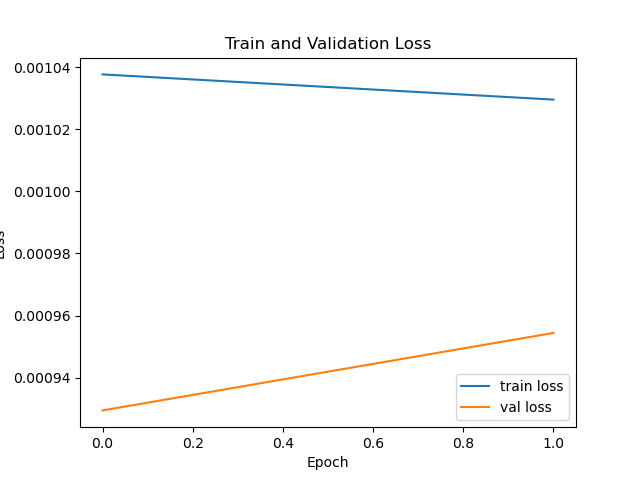 Train and Validation Loss
0.00104
0.00102
0.00100
0.00098
0.00096
0.00094
Loss
0.0 0.2 0.4 0.6 0.8 1.0
Epoch
train loss
val loss